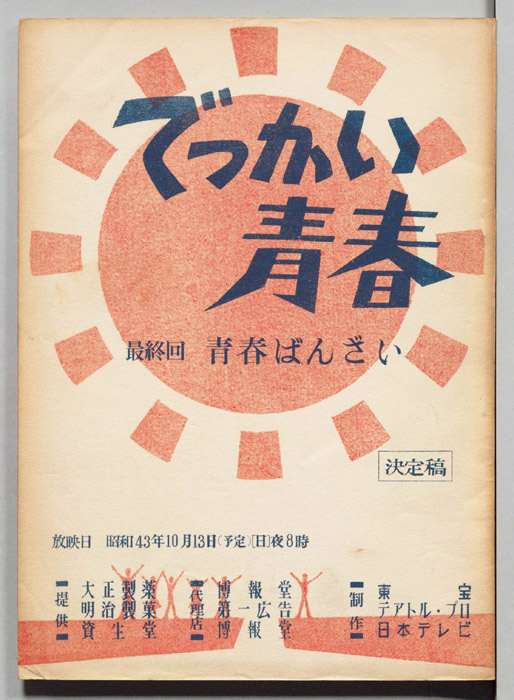 でっかい
青春
最終回 青春ばんざい
決定稿
放映日 昭和43年10月13日(予定)[日]夜8時
【提供】
大正製薬
明治製菓
資生堂
【代理店】
博報堂
第一広告
博報堂
【制作】
東宝
テアトル・プロ
日本テレビ